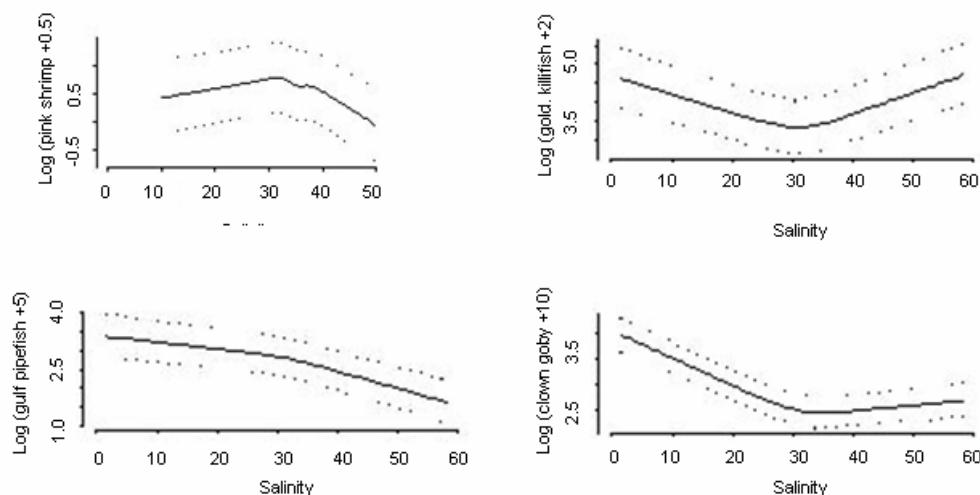 Log (pink shrimp +0.5)
0.5
-0.5
0 10 20 30 40 50
Log (gold. killifish +2)
5.0
3.5
0 10 20 30 40 50 60
Salinity
Log (gulf pipefish +5)
4.0
2.5
1.0
0 10 20 30 40 50 60
Salinity
Log (clown goby +10)
3.5
2.5
0 10 20 30 40 50 60
Salinity